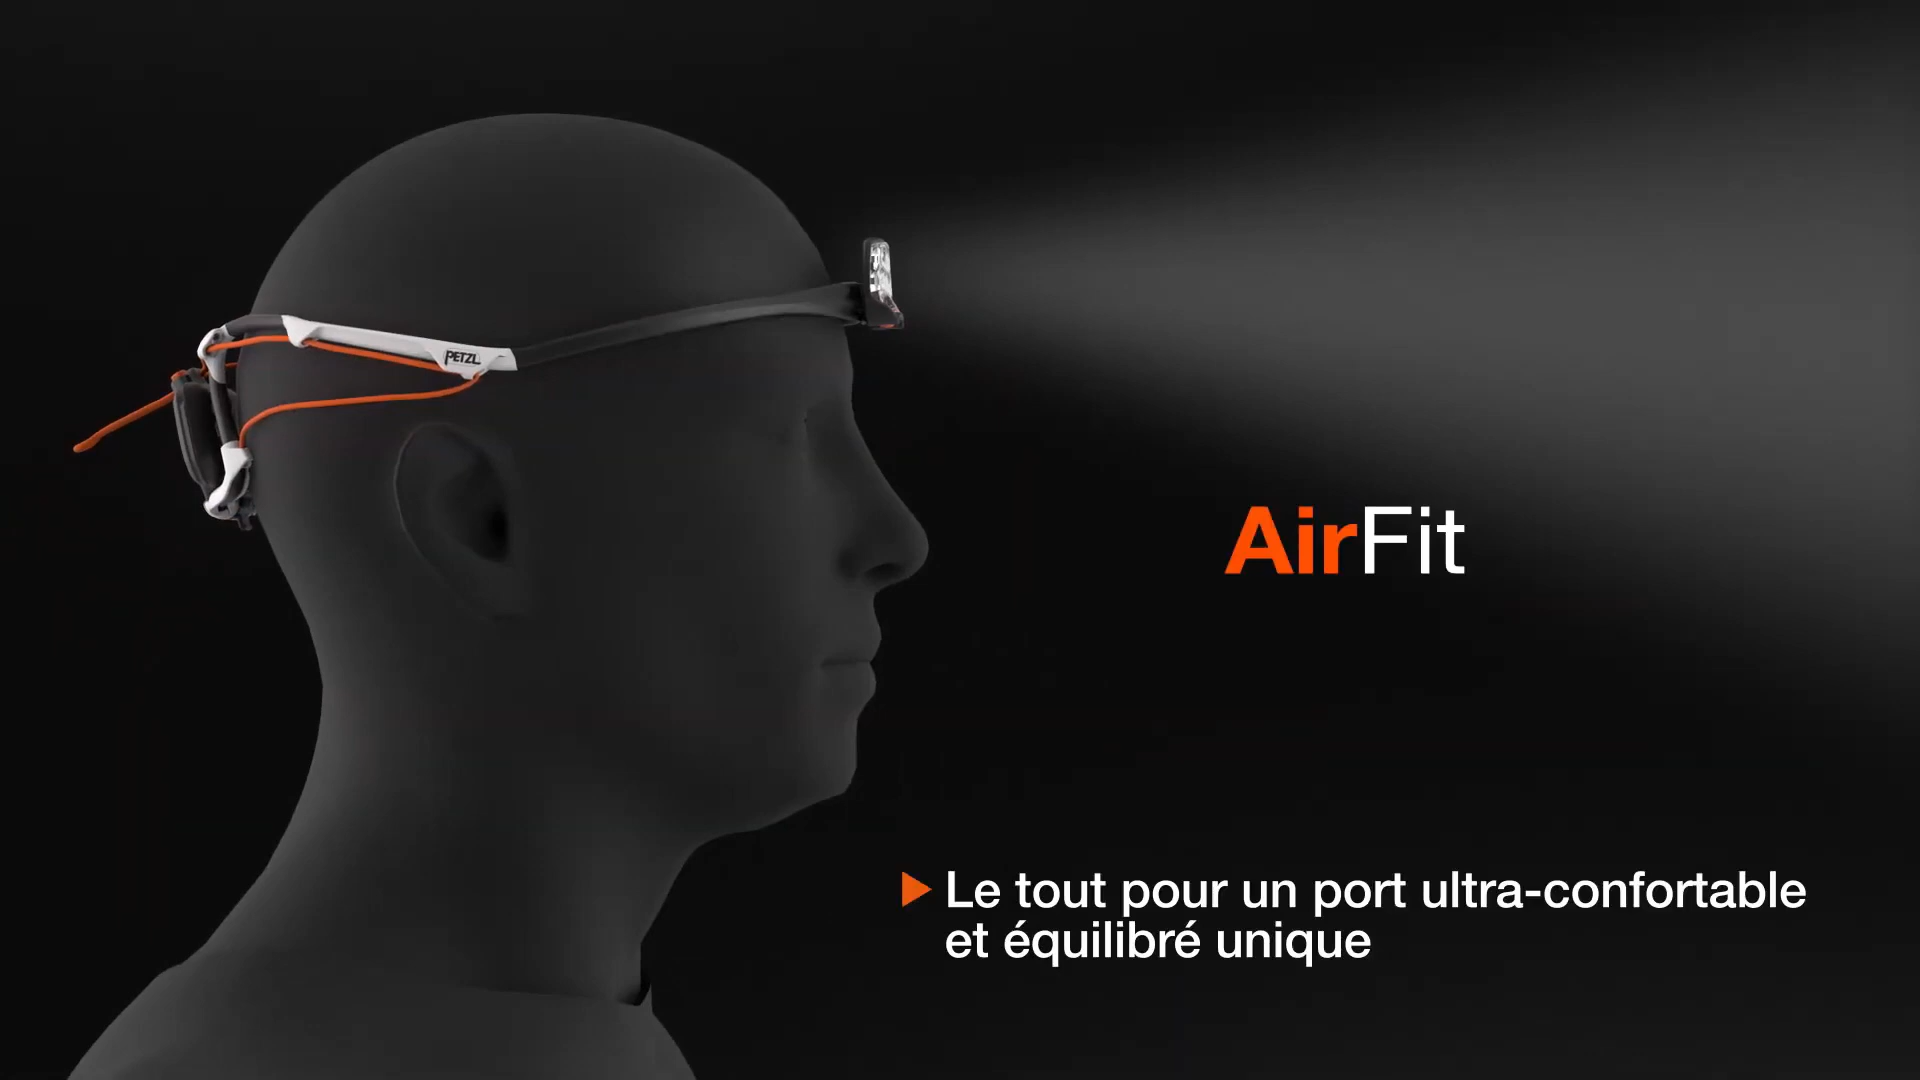 PETZL
AirFit
Le tout pour un port ultra-confortable
et équilibré unique